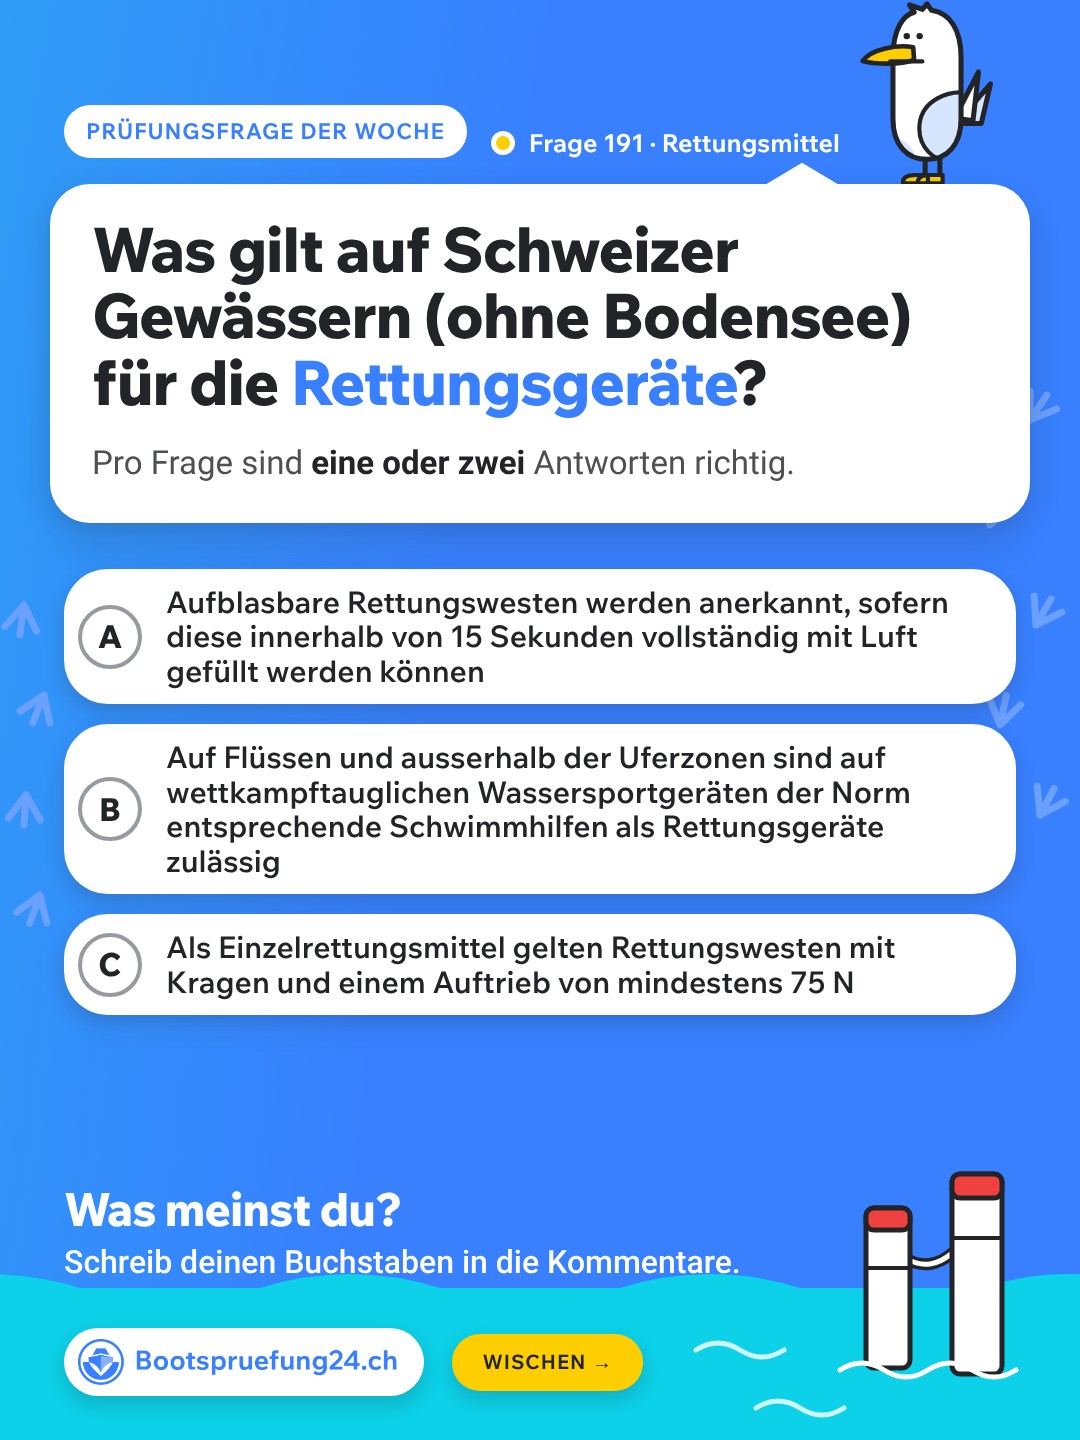 PRÜFUNGSFRAGE DER WOCHE
Frage 191 · Rettungsmittel
Was gilt auf Schweizer
Gewässern (ohne Bodensee)
für die Rettungsgeräte?
Pro Frage sind eine oder zwei Antworten richtig.
A
Aufblasbare Rettungswesten werden anerkannt, sofern
diese innerhalb von 15 Sekunden vollständig mit Luft
gefüllt werden können
B
Auf Flüssen und ausserhalb der Uferzonen sind auf
wettkampftauglichen Wassersportgeräten der Norm
entsprechende Schwimmhilfen als Rettungsgeräte
zulässig
C
Als Einzelrettungsmittel gelten Rettungswesten mit
Kragen und einem Auftrieb von mindestens 75 N
Was meinst du?
Schreib deinen Buchstaben in die Kommentare.
Bootspruefung24.ch
WISCHEN →